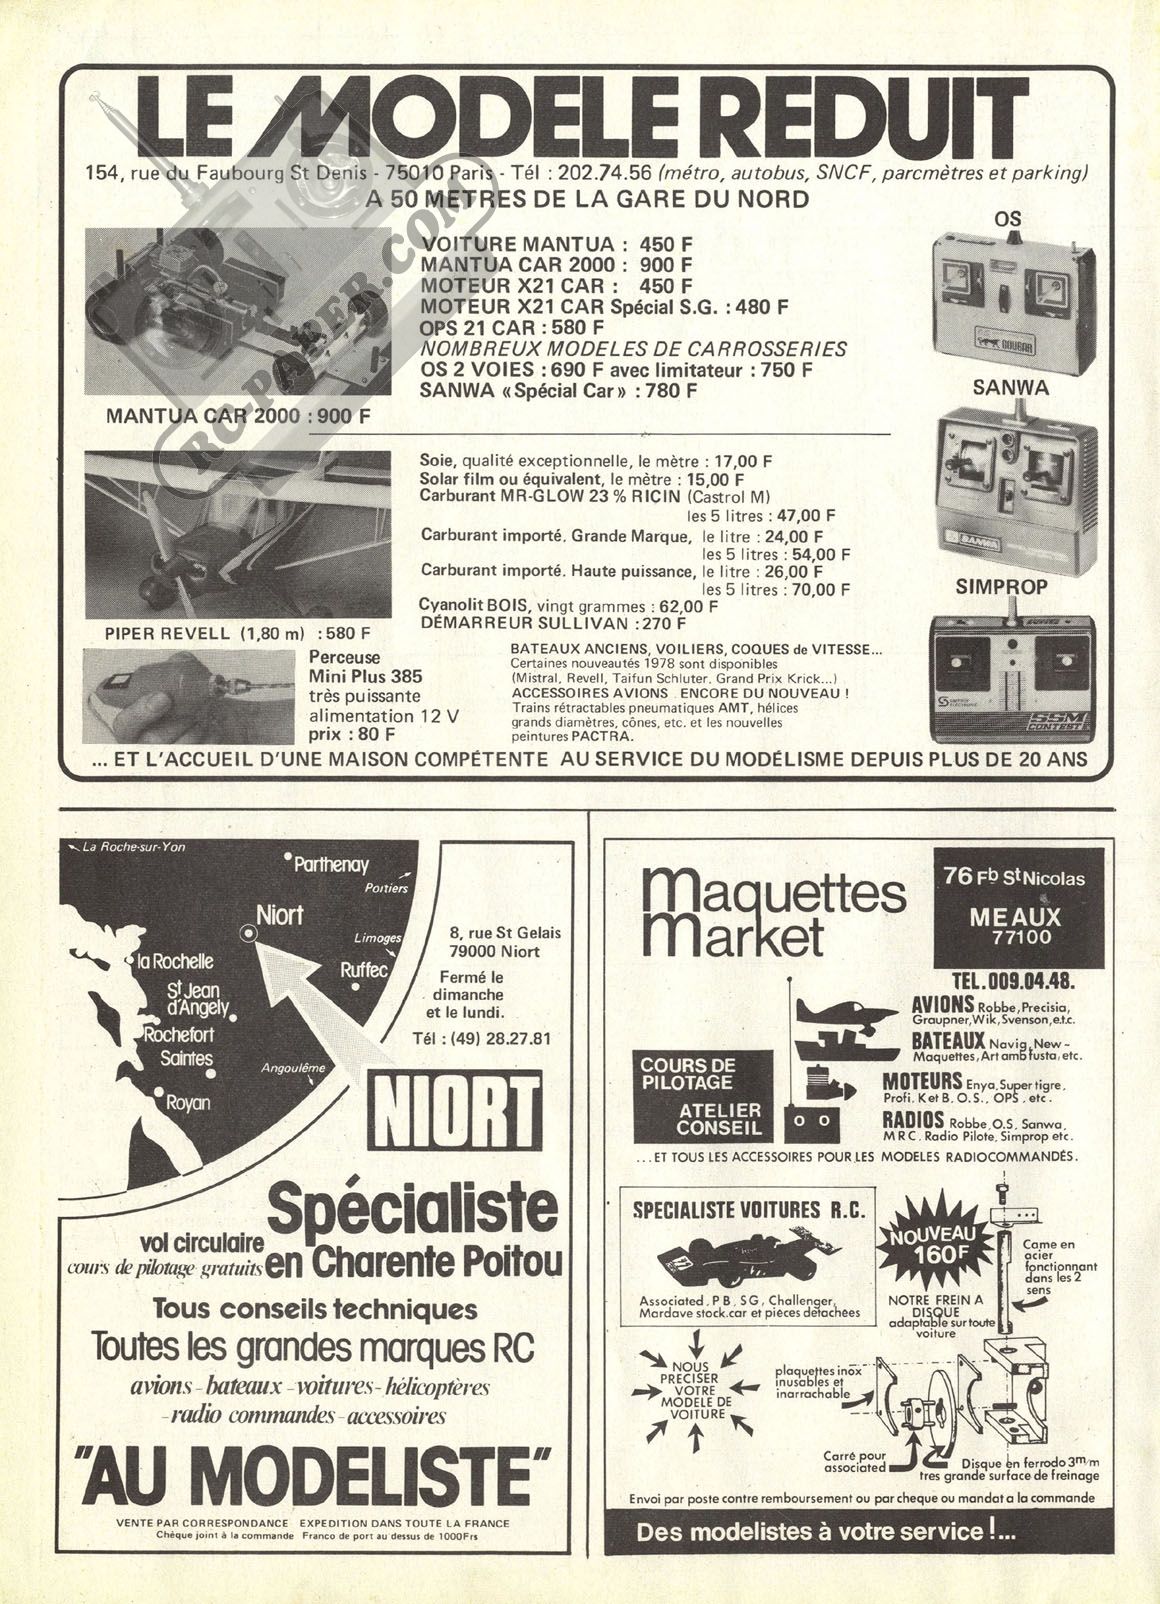 LE MODELE REDUIT
154, rue du Faubourg St Denis - 75010 Paris - Tél : 202.74.56 (métro, autobus, SNCF, parcmètres et parking)
A 50 METRES DE LA GARE DU NORD
RC-PAPER.COM
VOITURE MANTUA : 450 F
MANTUA CAR 2000 : 900 F
MOTEUR X21 CAR : 450 F
MOTEUR X21 CAR Spécial S.G. : 480 F
OPS 21 CAR : 580 F
NOMBREUX MODELES DE CARROSSERIES
OS 2 VOIES : 690 F avec limitateur : 750 F
SANWA «Spécial Car» : 780 F
MANTUA CAR 2000 : 900 F
OS
COUGAR
SANWA
SANWA
SIMPROP
SSM
CONTEST
Soie, qualité exceptionnelle, le mètre : 17,00 F
Solar film ou équivalent, le mètre : 15,00 F
Carburant MR-GLOW 23 % RICIN (Castrol M)
les 5 litres : 47,00 F
Carburant importé. Grande Marque, le litre : 24,00 F
les 5 litres : 54,00 F
Carburant importé. Haute puissance, le litre : 26,00 F
les 5 litres : 70,00 F
Cyanolit BOIS, vingt grammes : 62,00 F
DÉMARREUR SULLIVAN : 270 F
PIPER REVELL (1,80 m) : 580 F
Perceuse
Mini Plus 385
très puissante
alimentation 12 V
prix : 80 F
BATEAUX ANCIENS, VOILIERS, COQUES de VITESSE...
Certaines nouveautés 1978 sont disponibles
(Mistral, Revell, Taifun Schluter, Grand Prix Krick...)
ACCESSOIRES AVIONS ENCORE DU NOUVEAU !
Trains rétractables pneumatiques AMT, hélices
grands diamètres, cônes, etc. et les nouvelles
peintures PACTRA.
... ET L'ACCUEIL D'UNE MAISON COMPÉTENTE AU SERVICE DU MODÉLISME DEPUIS PLUS DE 20 ANS
La Roche-sur-Yon
Parthenay
Poitiers
Niort
Limoges
la Rochelle
Ruffec
St Jean
d'Angely
Rochefort
Saintes
Angoulême
Royan
8, rue St Gelais
79000 Niort
Fermé le
dimanche
et le lundi.
Tél : (49) 28.27.81
NIORT
Spécialiste
vol circulaire
cours de pilotage gratuits
en Charente Poitou
Tous conseils techniques
Toutes les grandes marques RC
avions - bateaux - voitures - hélicoptères
- radio commandes - accessoires
"AU MODELISTE"
VENTE PAR CORRESPONDANCE EXPEDITION DANS TOUTE LA FRANCE
Chèque joint à la commande Franco de port au dessus de 1000Frs
maquettes
market
76 Fb St Nicolas
MEAUX
77100
TEL. 009.04.48.
AVIONS Robbe, Precisia,
Graupner, Wik, Svenson, e.t.c.
BATEAUX Navig, New-
Maquettes, Art amb fusta, etc.
MOTEURS Enya, Super tigre,
Profi, K et B, O.S., OPS, etc.
RADIOS Robbe, O.S, Sanwa,
M R C. Radio Pilote, Simprop etc.
COURS DE
PILOTAGE
ATELIER
CONSEIL
...ET TOUS LES ACCESSOIRES POUR LES MODELES RADIOCOMMANDÉS.
SPECIALISTE VOITURES R.C.
Associated, P B, S G, Challenger,
Mardave stock.car et pièces detachées
NOUVEAU
160F
NOTRE FREIN A
DISQUE
adaptable sur toute
voiture
Came en
acier
fonctionnant
dans les 2
sens
NOUS
PRECISER
VOTRE
MODELE DE
VOITURE
plaquettes inox
inusables et
inarrachable
Carré pour
associated
Disque en ferrodo 3m/m
tres grande surface de freinage
Envoi par poste contre remboursement ou par cheque ou mandat a la commande
Des modelistes à votre service !...